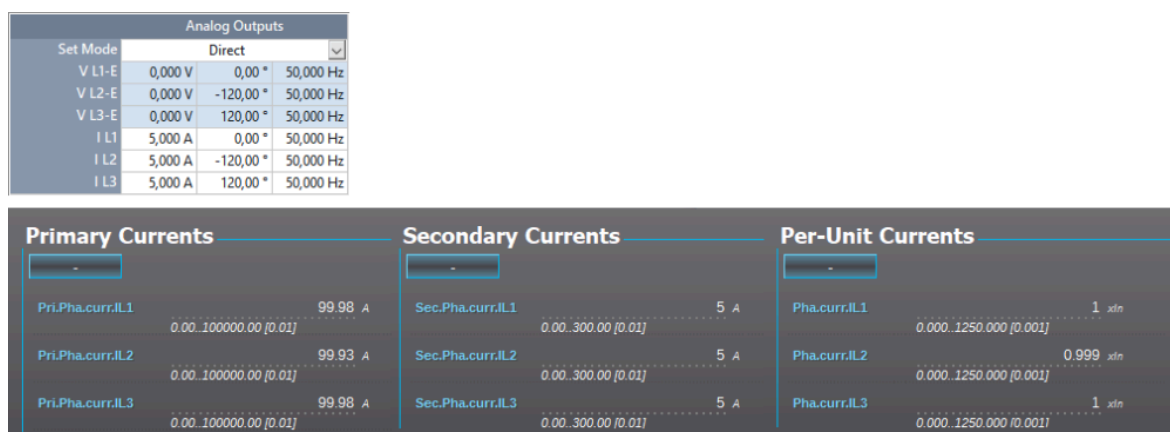 Analog Outputs
Set Mode Direct
V L1-E 0,000 V 0,00 ° 50,000 Hz
V L2-E 0,000 V -120,00 ° 50,000 Hz
V L3-E 0,000 V 120,00 ° 50,000 Hz
I L1 5,000 A 0,00 ° 50,000 Hz
I L2 5,000 A -120,00 ° 50,000 Hz
I L3 5,000 A 120,00 ° 50,000 Hz
Primary Currents Secondary Currents Per-Unit Currents
- - -
Pri.Pha.curr.IL1 99.98 A Sec.Pha.curr.IL1 5 A Pha.curr.IL1 1 xIn
0.00..100000.00 [0.01] 0.00..300.00 [0.01] 0.000..1250.000 [0.001]
Pri.Pha.curr.IL2 99.93 A Sec.Pha.curr.IL2 5 A Pha.curr.IL2 0.999 xIn
0.00..100000.00 [0.01] 0.00..300.00 [0.01] 0.000..1250.000 [0.001]
Pri.Pha.curr.IL3 99.98 A Sec.Pha.curr.IL3 5 A Pha.curr.IL3 1 xIn
0.00..100000.00 [0.01] 0.00..300.00 [0.01] 0.000..1250.000 [0.001]